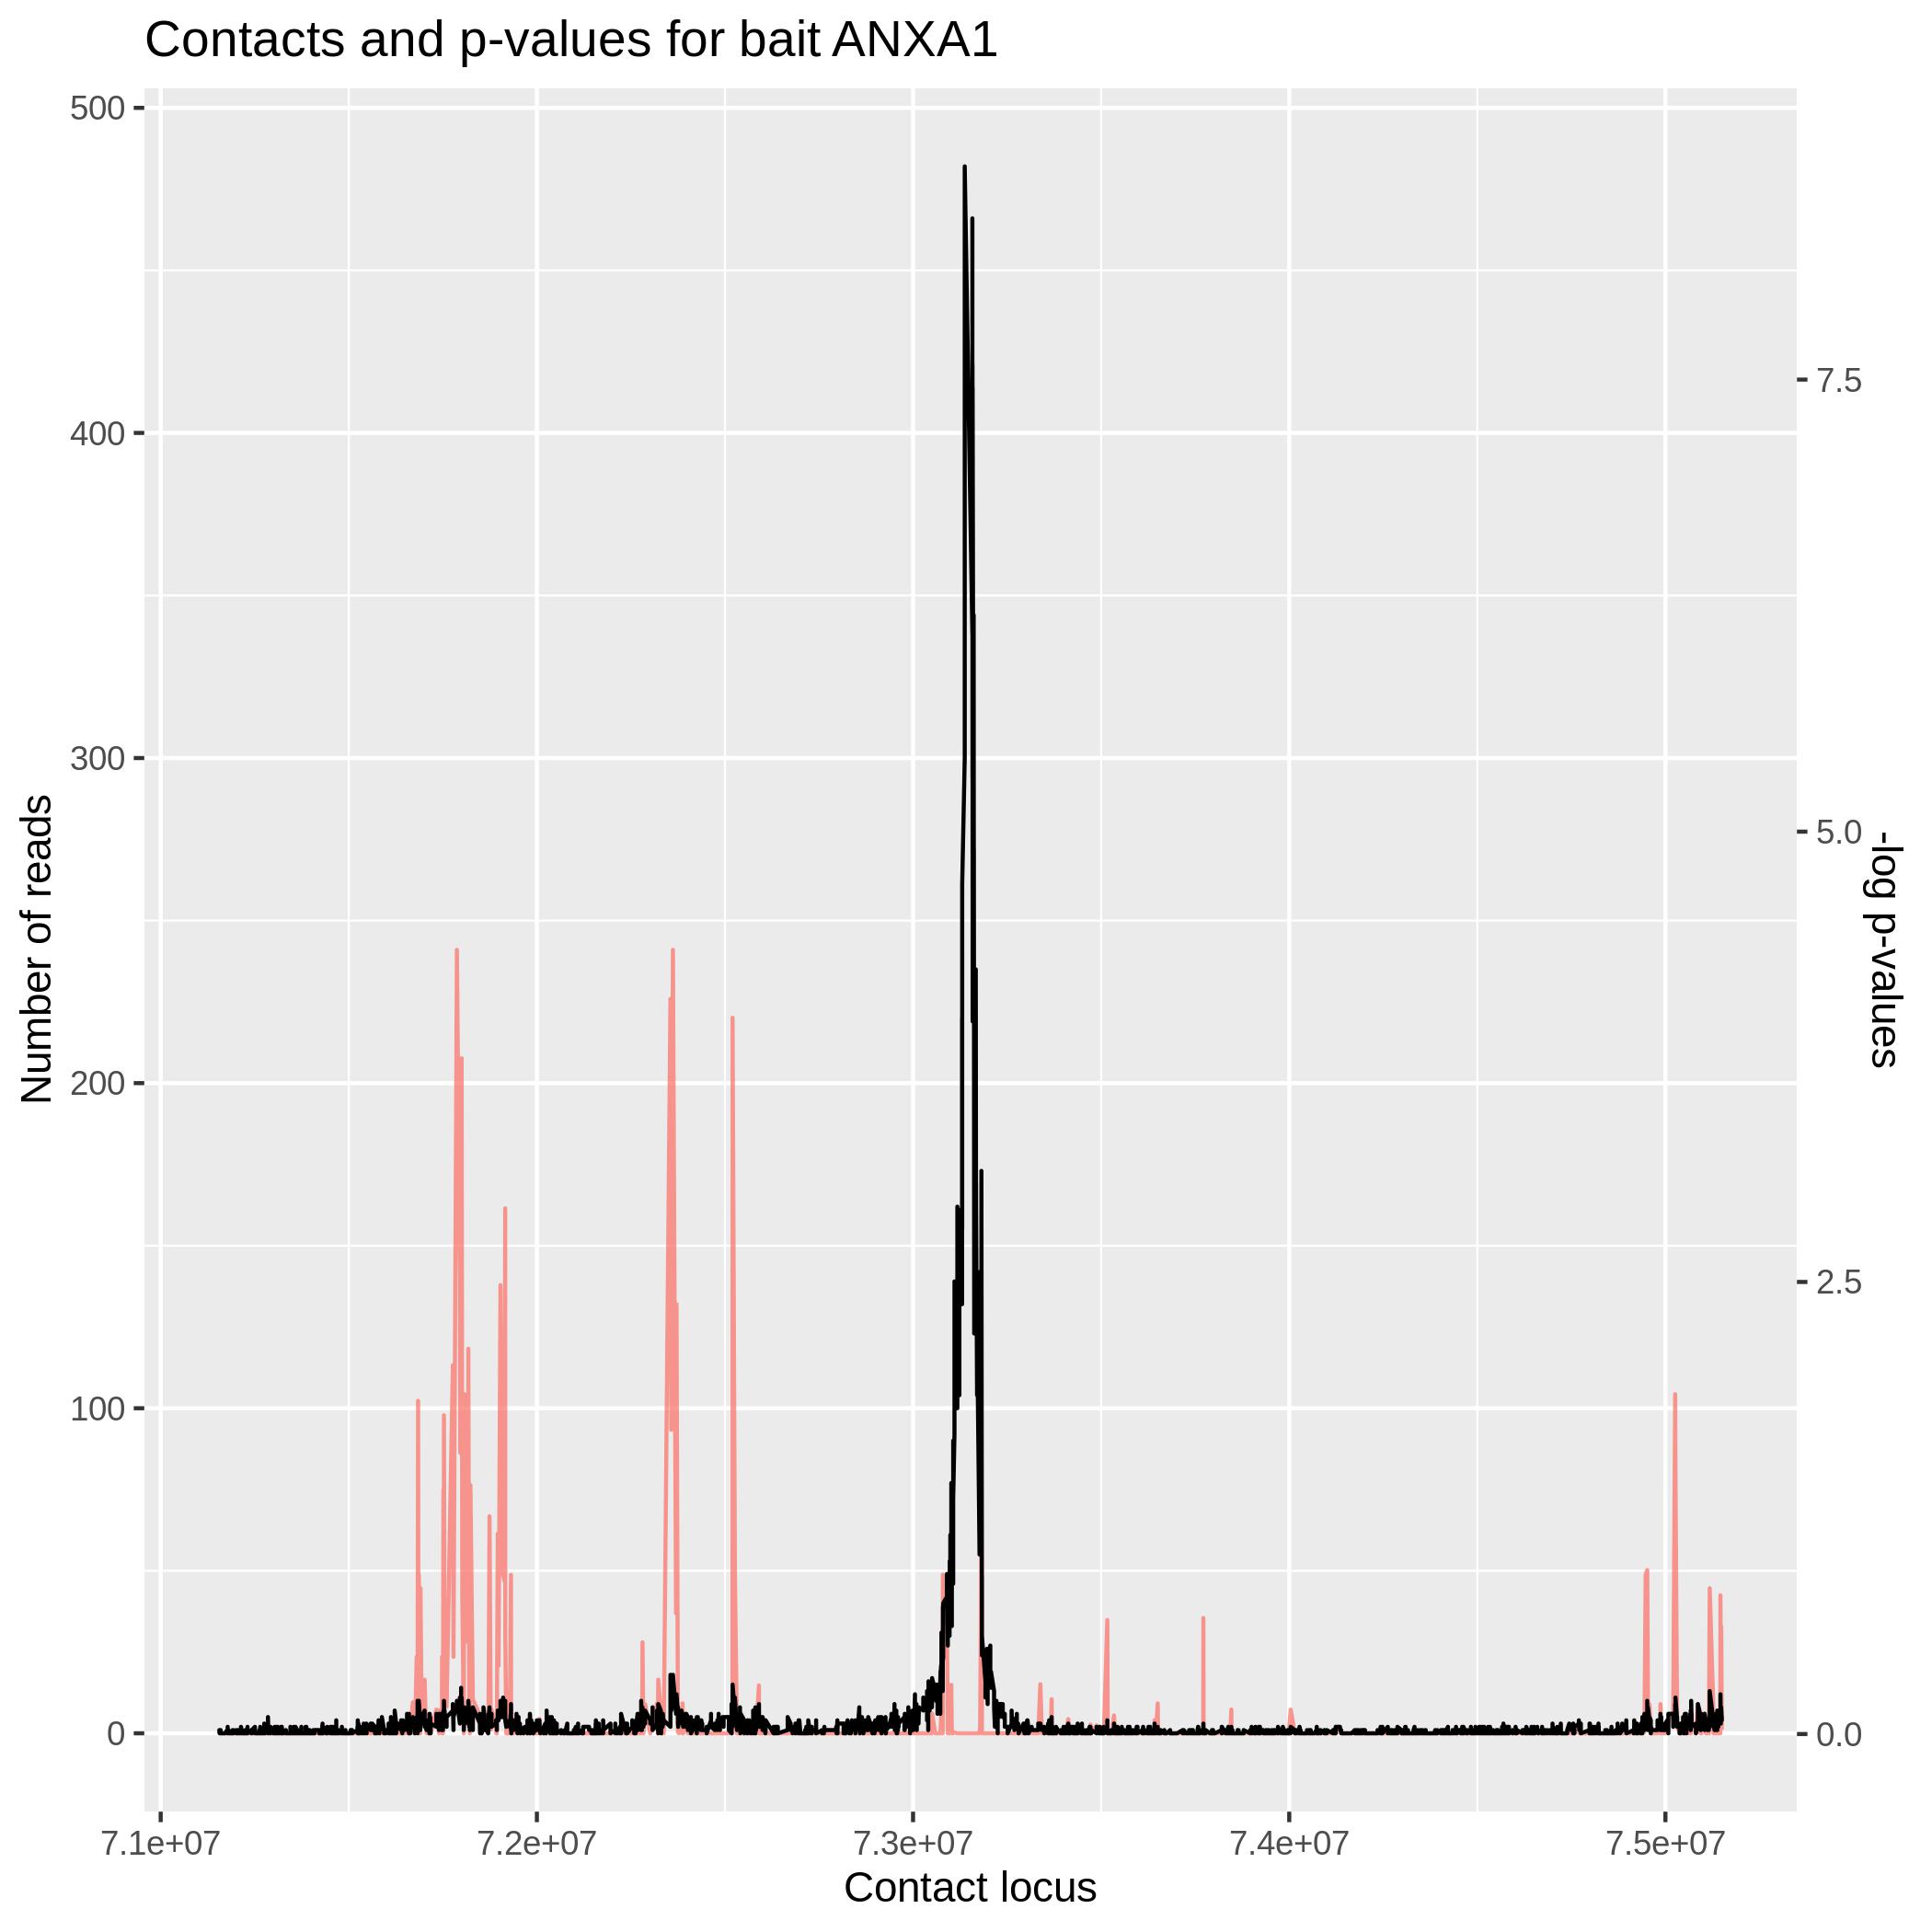 Contacts and p-values for bait ANXA1
500
400
300
200
100
0
Number of reads
7.5
5.0
2.5
0.0
-log p-values
7.1e+07
7.2e+07
7.3e+07
7.4e+07
7.5e+07
Contact locus